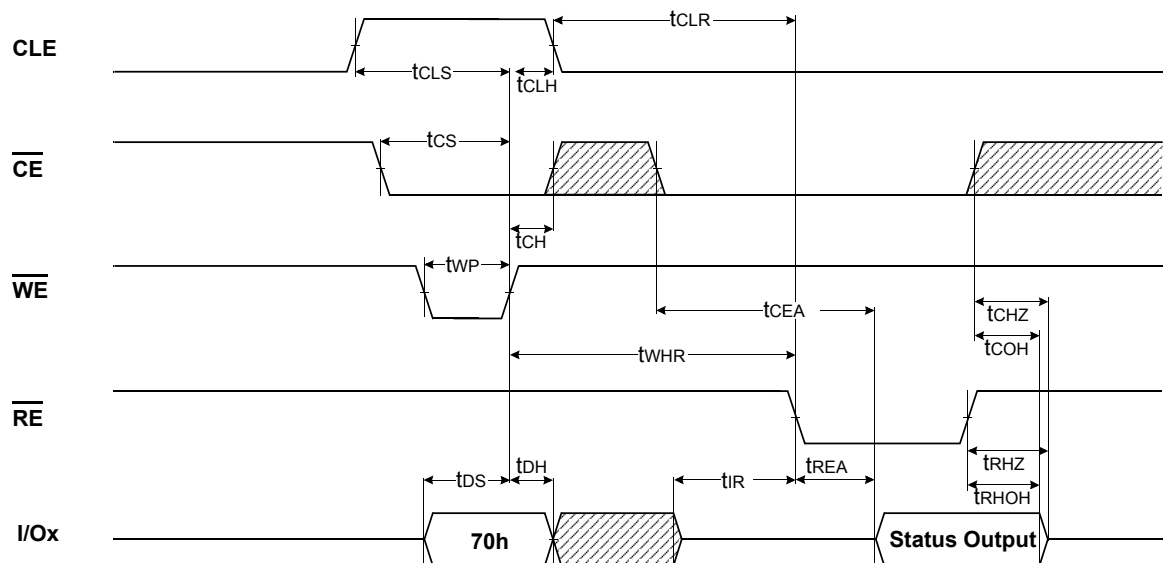 CLE
tCLR
tCLS
tCLH
CE
tCS
tCH
WE
tWP
tCEA
tCHZ
tCOH
tWHR
RE
tDS
tDH
tIR
tREA
tRHZ
tRHOH
I/Ox
70h
Status Output